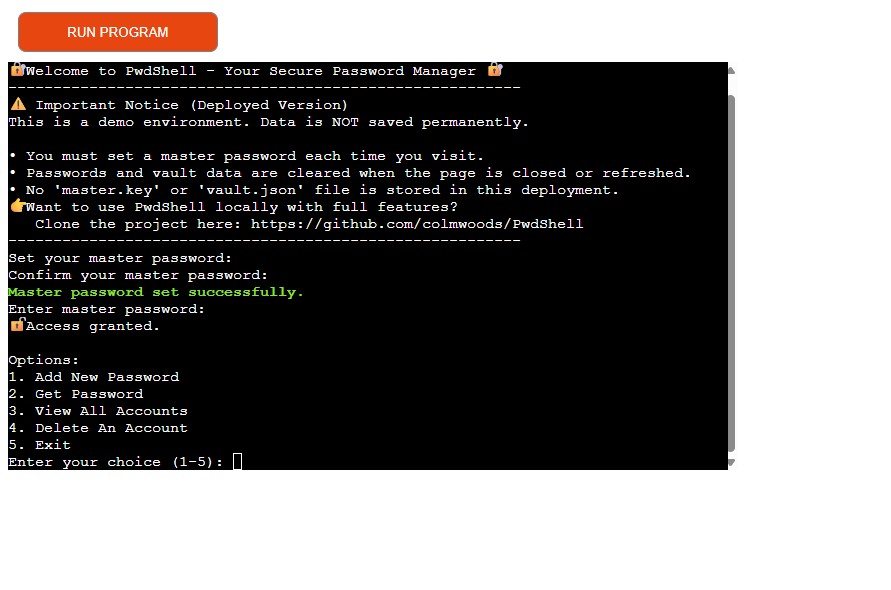 RUN PROGRAM
🔐Welcome to PwdShell - Your Secure Password Manager 🔐
---------------------------------------------------------
⚠️ Important Notice (Deployed Version)
This is a demo environment. Data is NOT saved permanently.
• You must set a master password each time you visit.
• Passwords and vault data are cleared when the page is closed or refreshed.
• No 'master.key' or 'vault.json' file is stored in this deployment.
👉Want to use PwdShell locally with full features?
Clone the project here: https://github.com/colmwoods/PwdShell
---------------------------------------------------------
Set your master password:
Confirm your master password:
Master password set successfully.
Enter master password:
🔓Access granted.
Options:
1. Add New Password
2. Get Password
3. View All Accounts
4. Delete An Account
5. Exit
Enter your choice (1-5):